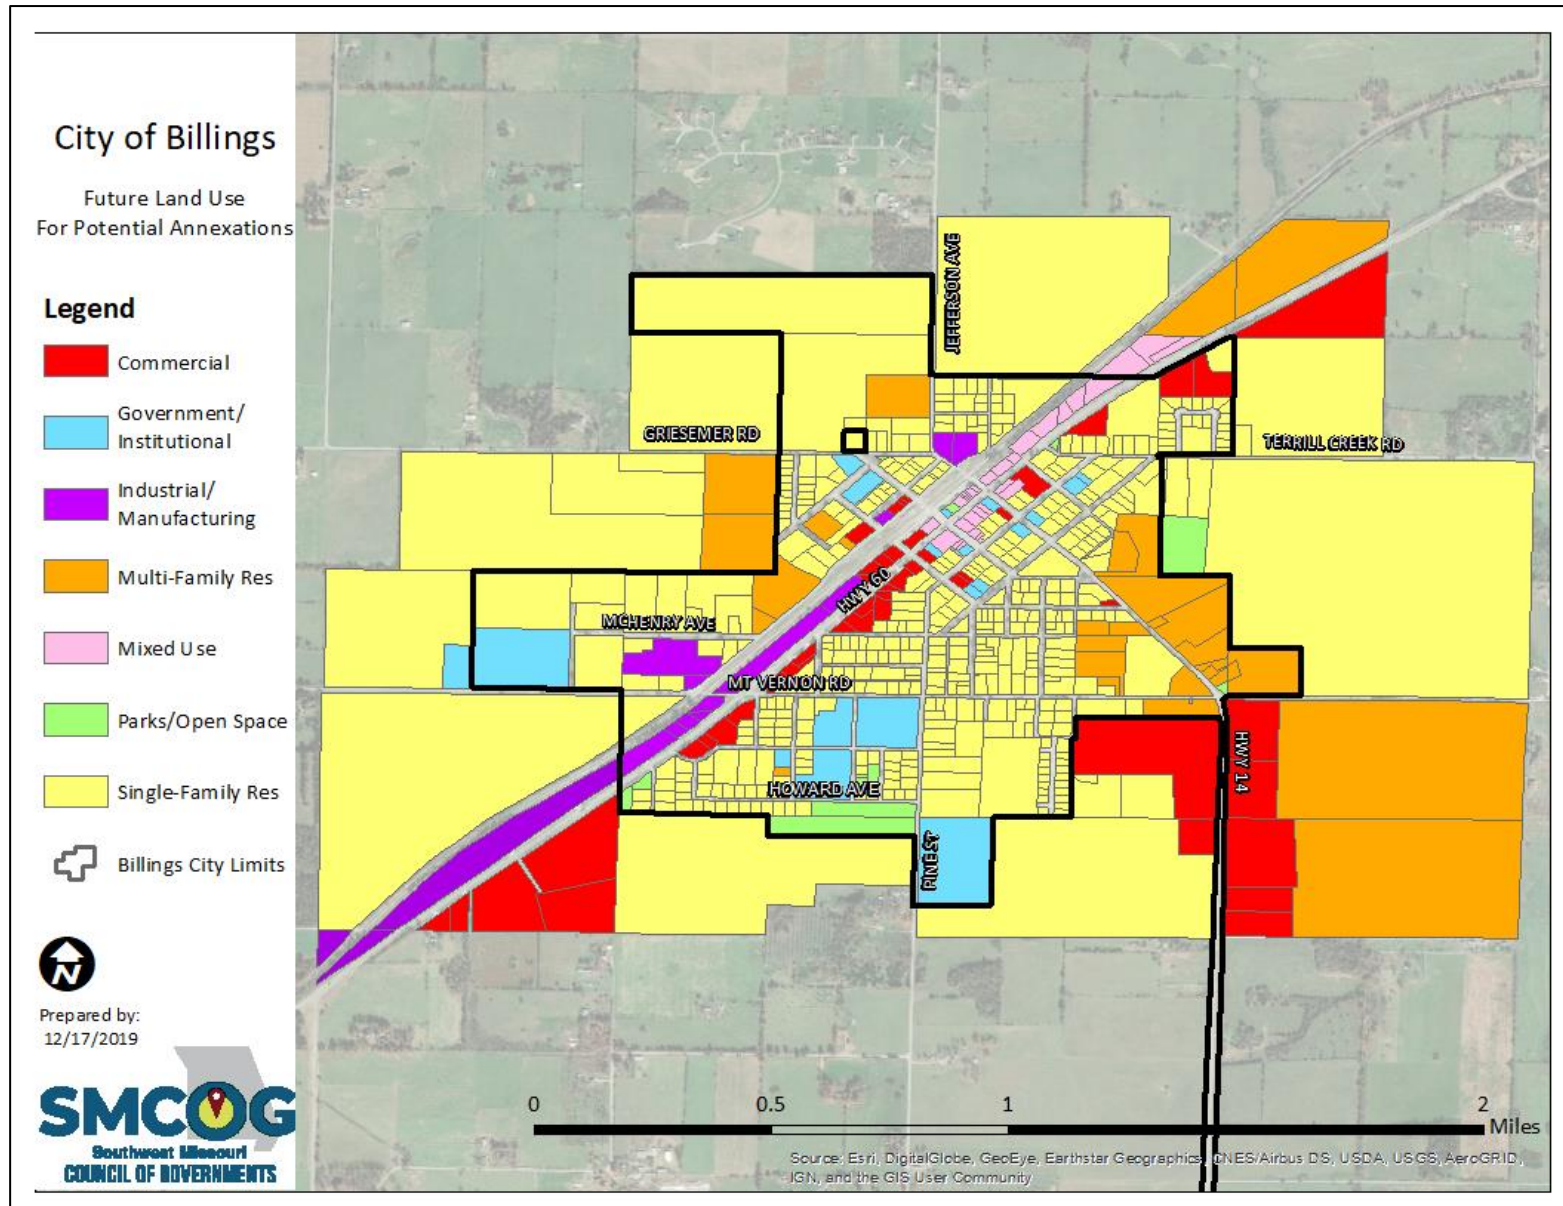 City of Billings
Future Land Use
For Potential Annexations
Legend
Commercial
Government/
Institutional
Industrial/
Manufacturing
Multi-Family Res
Mixed Use
Parks/Open Space
Single-Family Res
Billings City Limits
N
Prepared by:
12/17/2019
SMCOG
Southwest Missouri
COUNCIL OF GOVERNMENTS
JEFFERSON AVE
GRIESEMER RD
TERRILL CREEK RD
HWY 60
MCHENRY AVE
MT VERNON RD
HWY 14
HOWARD AVE
PINE ST
0 0.5 1 2
Miles
Source: Esri, DigitalGlobe, GeoEye, Earthstar Geographics, CNES/Airbus DS, USDA, USGS, AeroGRID,
IGN, and the GIS User Community